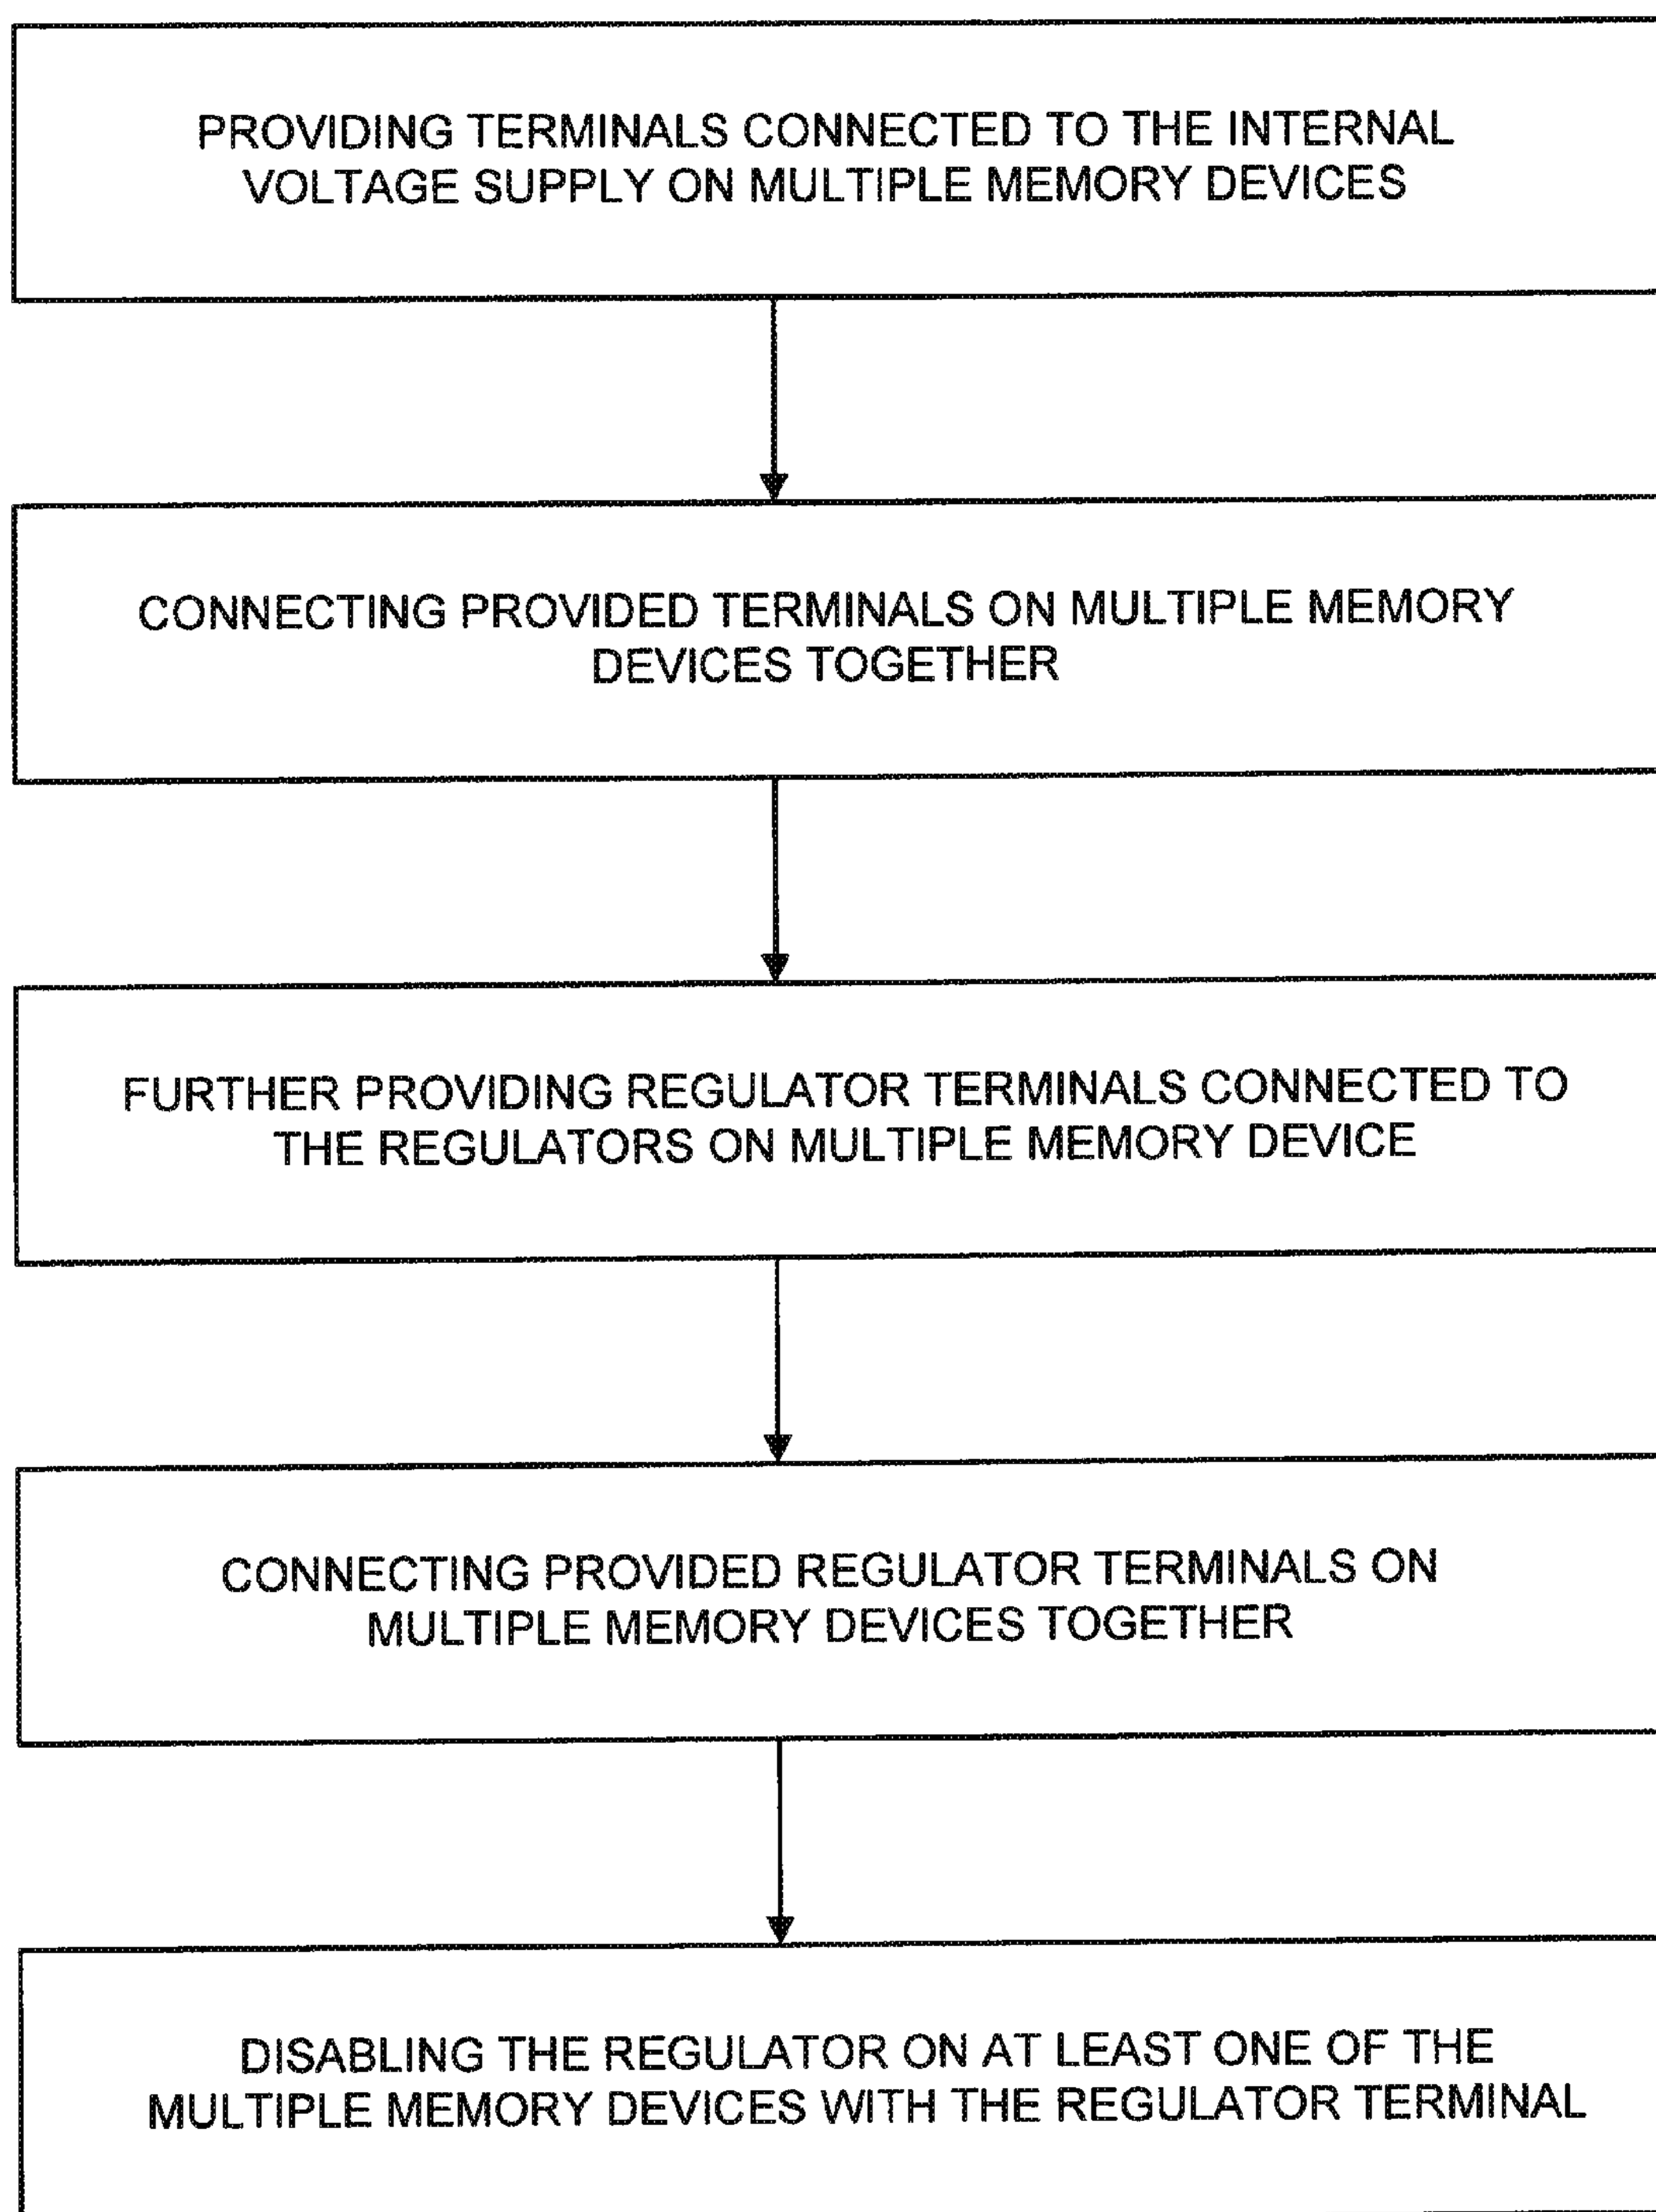 PROVIDING TERMINALS CONNECTED TO THE INTERNAL
VOLTAGE SUPPLY ON MULTIPLE MEMORY DEVICES
CONNECTING PROVIDED TERMINALS ON MULTIPLE MEMORY
DEVICES TOGETHER
FURTHER PROVIDING REGULATOR TERMINALS CONNECTED TO
THE REGULATORS ON MULTIPLE MEMORY DEVICE
CONNECTING PROVIDED REGULATOR TERMINALS ON
MULTIPLE MEMORY DEVICES TOGETHER
DISABLING THE REGULATOR ON AT LEAST ONE OF THE
MULTIPLE MEMORY DEVICES WITH THE REGULATOR TERMINAL